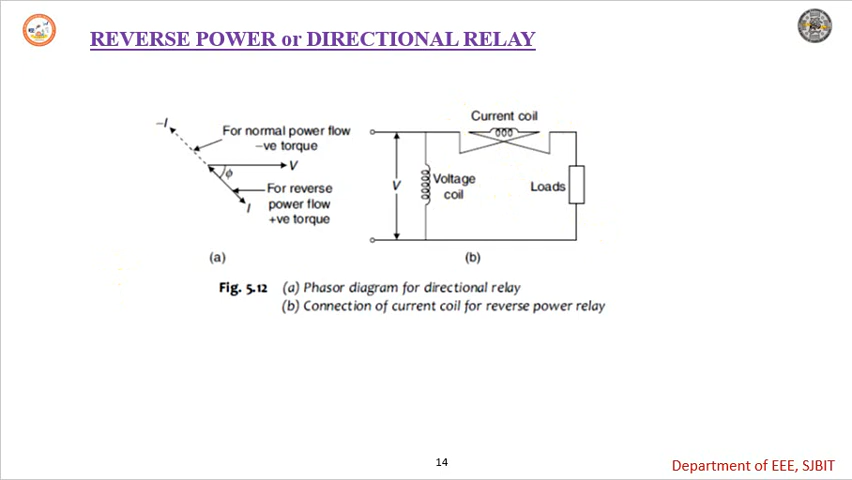 REVERSE POWER or DIRECTIONAL RELAY
–I
For normal power flow
–ve torque
V
ϕ
For reverse
power flow
+ve torque
I
(a)
Current coil
V
Voltage
coil
Loads
(b)
Fig. 5.12 (a) Phasor diagram for directional relay
(b) Connection of current coil for reverse power relay
14
Department of EEE, SJBIT